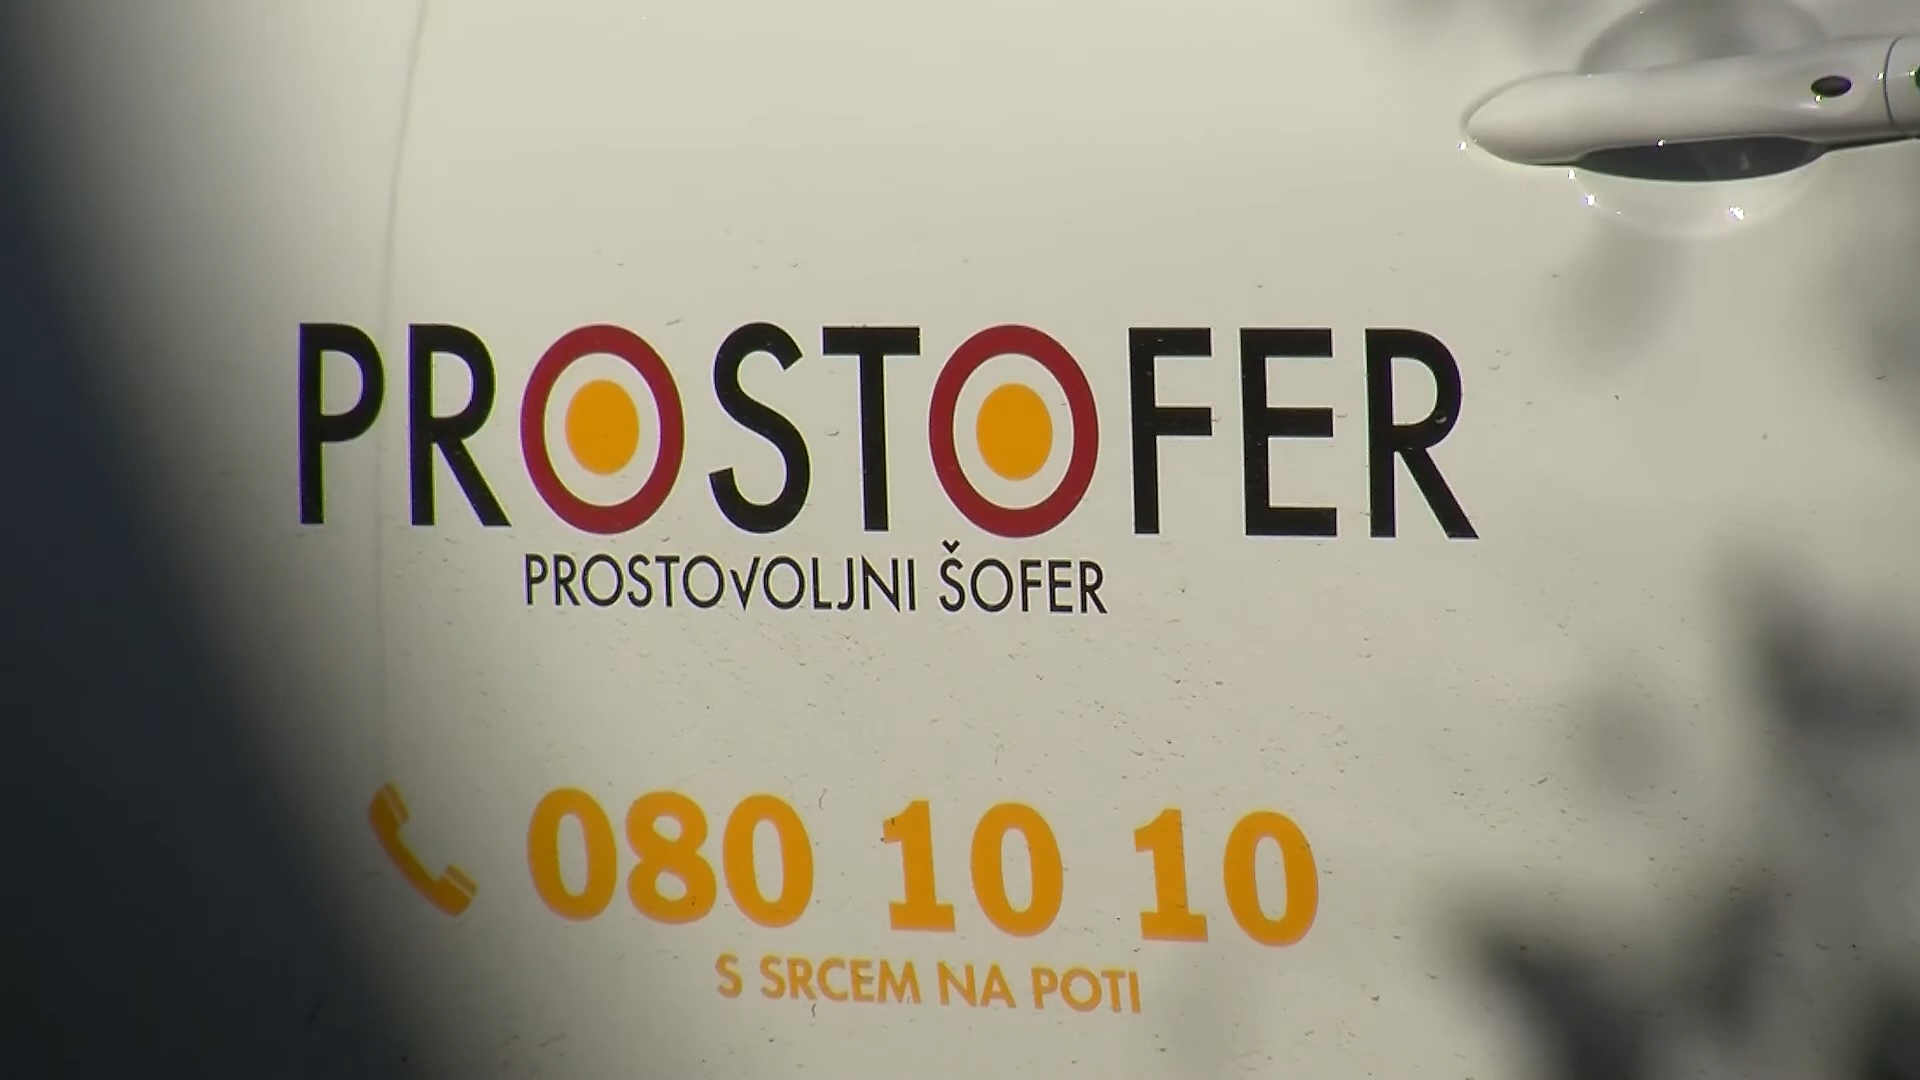 PROSTOFER
PROSTOVOLJNI ŠOFER
080 10 10
S SRCEM NA POTI